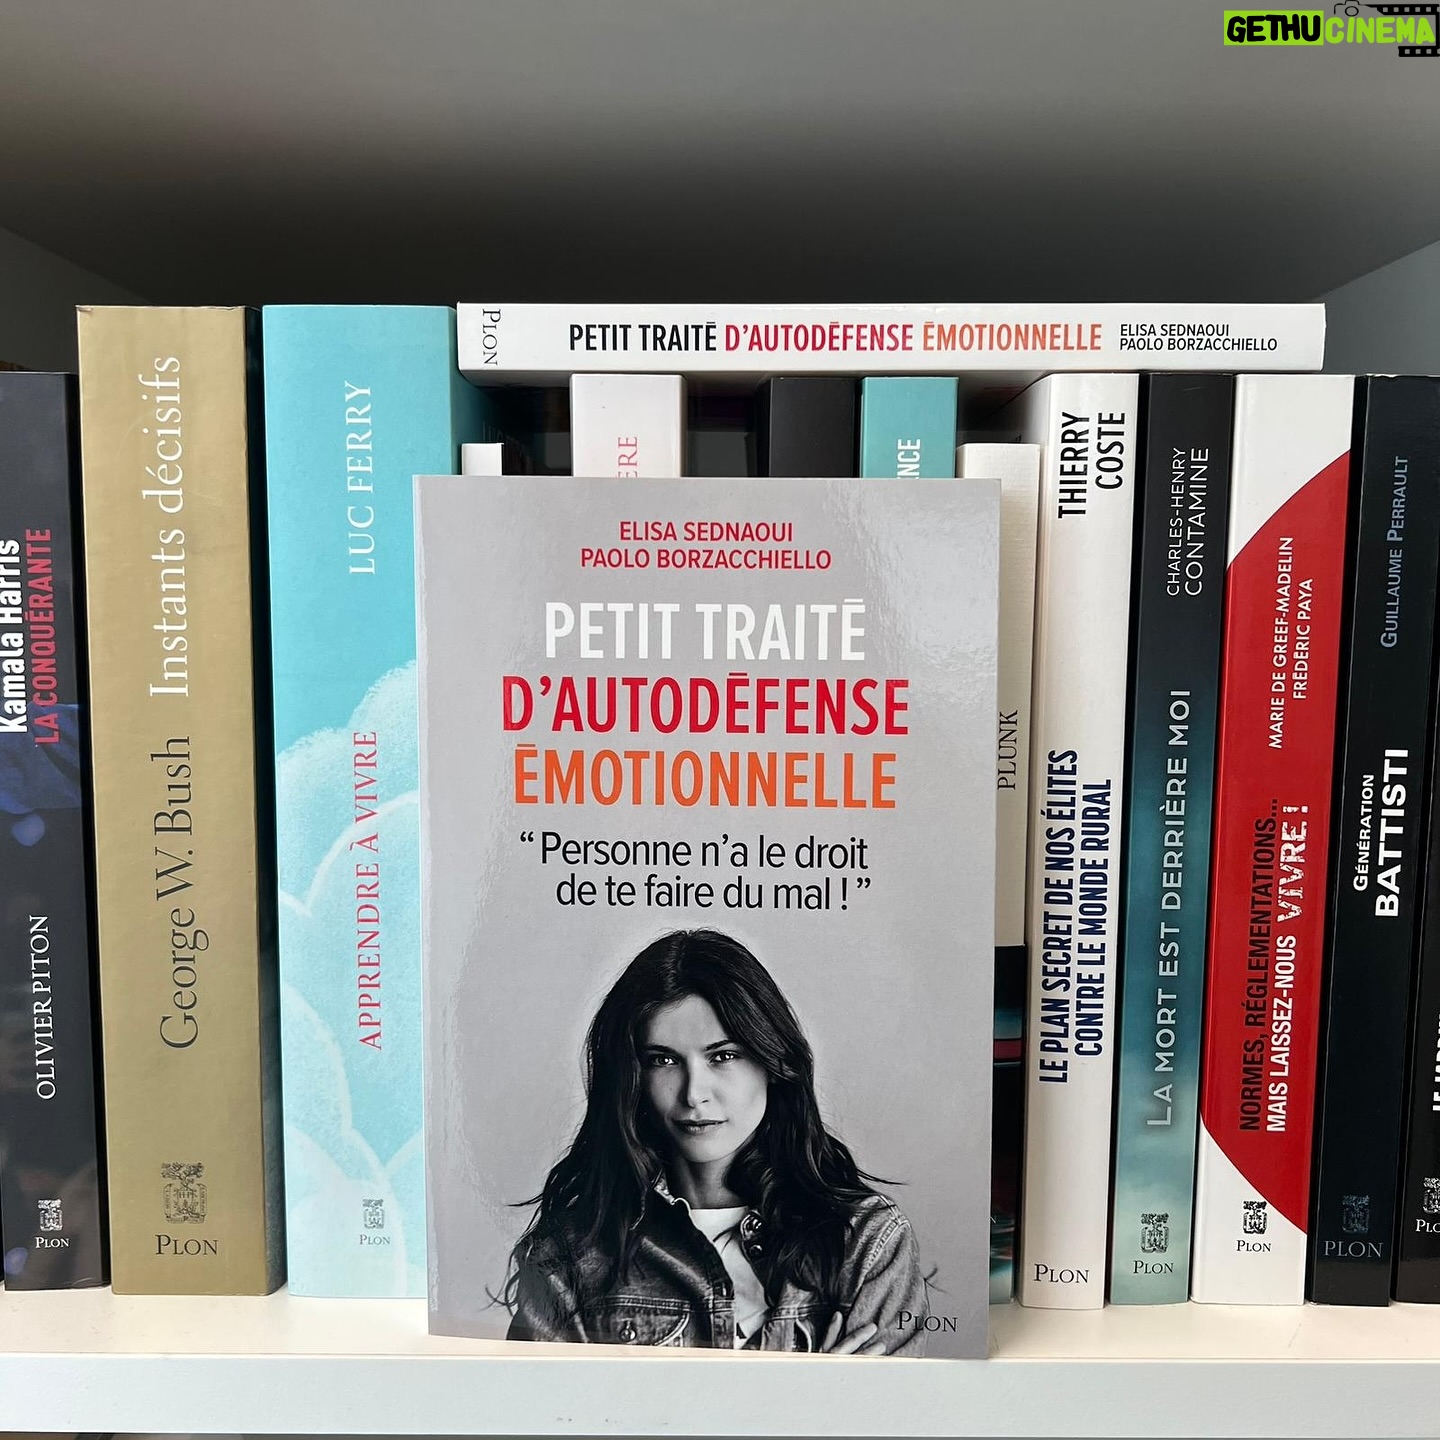 GETHUCINEMA
PLON
PETIT TRAITĒ D'AUTODĒFENSE ĒMOTIONNELLE
ELISA SEDNAOUI
PAOLO BORZACCHIELLO
Kamala Harris
LA CONQUÉRANTE
OLIVIER PITON
PLON
George W. Bush Instants décisifs
PLON
LUC FERRY
APPRENDRE À VIVRE
PLON
ELISA SEDNAOUI
PAOLO BORZACCHIELLO
PETIT TRAITĒ
D'AUTODĒFENSE
ĒMOTIONNELLE
“ Personne n'a le droit
de te faire du mal ! ”
PLON
ERE
NCE
PLUNK
THIERRY
COSTE
LE PLAN SECRET DE NOS ÉLITES
CONTRE LE MONDE RURAL
PLON
CHARLES-HENRY
CONTAMINE
LA MORT EST DERRIÈRE MOI
PLON
MARIE DE GREEF-MADELIN
FRÉDÉRIC PAYA
NORMES, RÉGLEMENTATIONS...
MAIS LAISSEZ-NOUS VIVRE !
PLON
GUILLAUME PERRAULT
GÉNÉRATION
BATTISTI
PLON